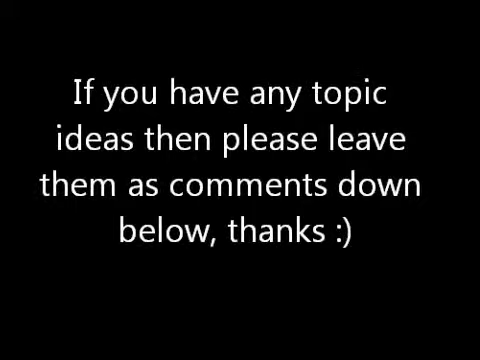 If you have any topic
ideas then please leave
them as comments down
below, thanks :)